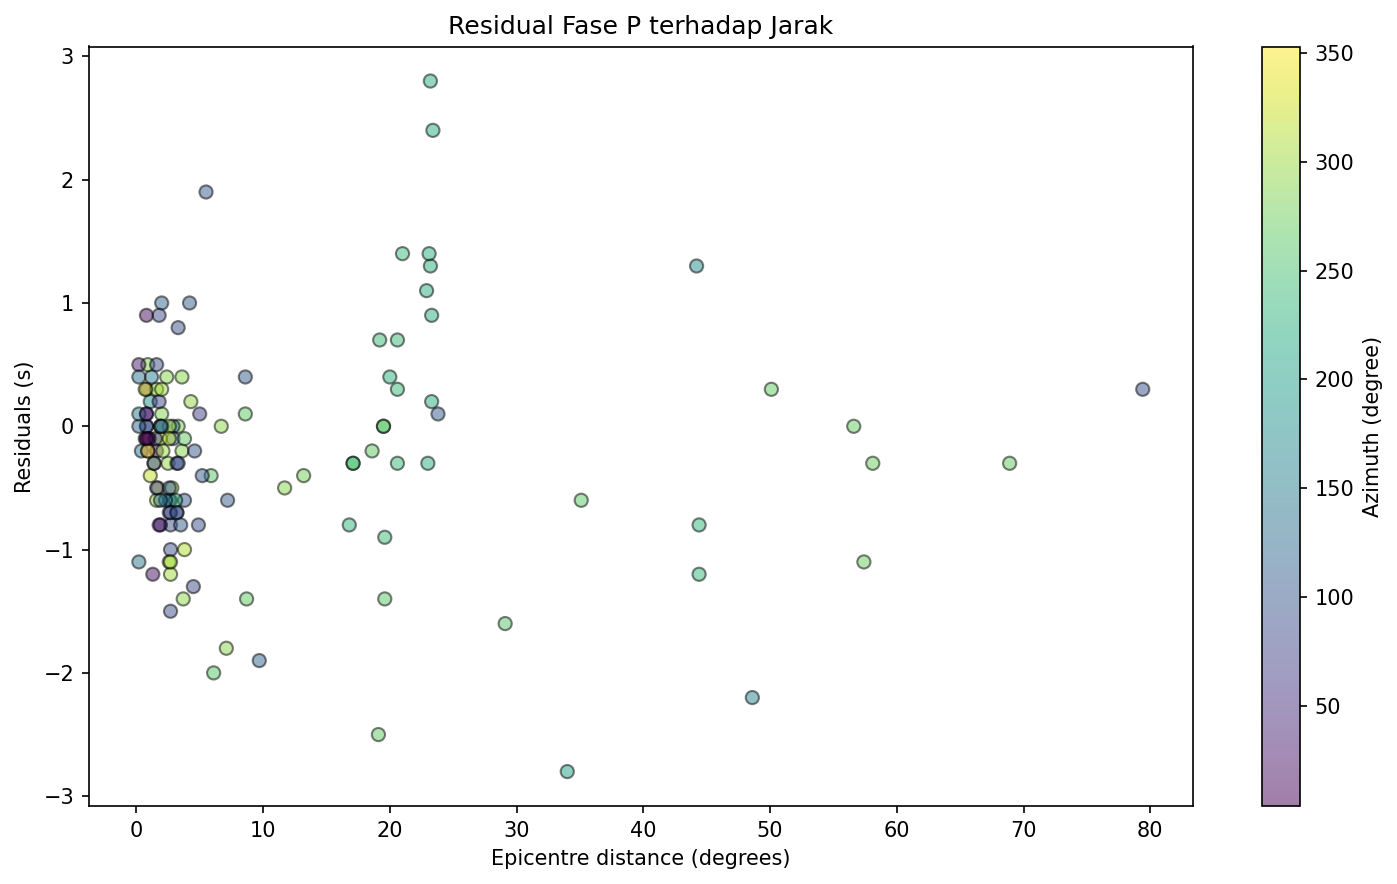 Residual Fase P terhadap Jarak
Residuals (s)
3
2
1
0
−1
−2
−3
0 10 20 30 40 50 60 70 80
Epicentre distance (degrees)
350
300
250
200
150
100
50
Azimuth (degree)